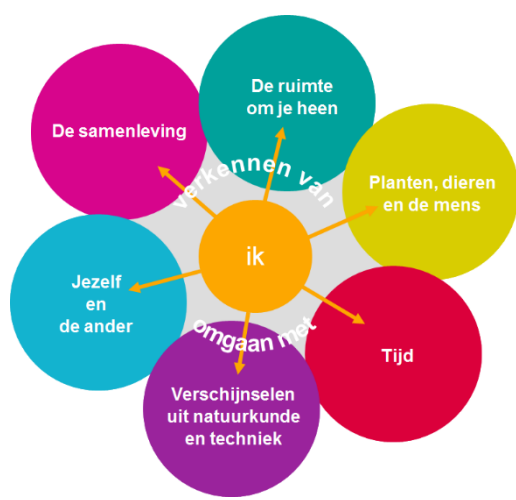 De ruimte
om je heen
De samenleving
verkennen van
Planten, dieren
en de mens
ik
Jezelf
en
de ander
omgaan met
Tijd
Verschijnselen
uit natuurkunde
en techniek